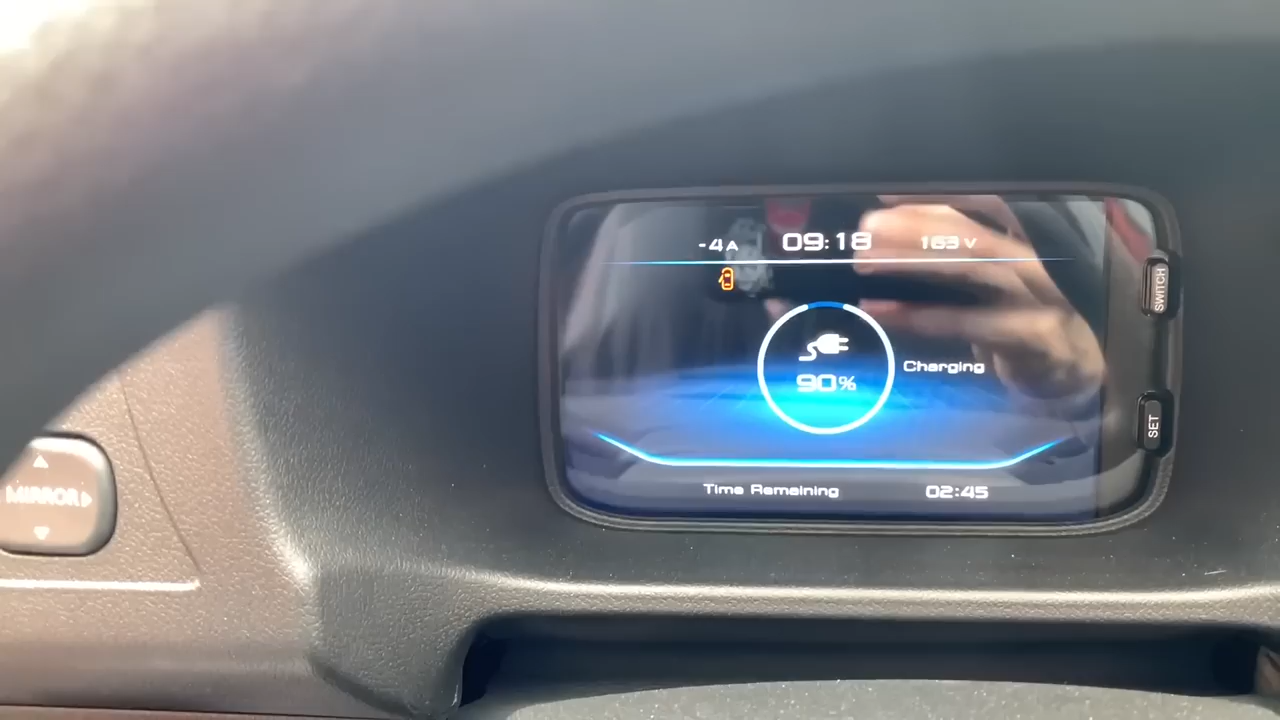 -4A 09:18 163 V
90%
Charging
Time Remaining 02:45
SWITCH
SET
MIRROR